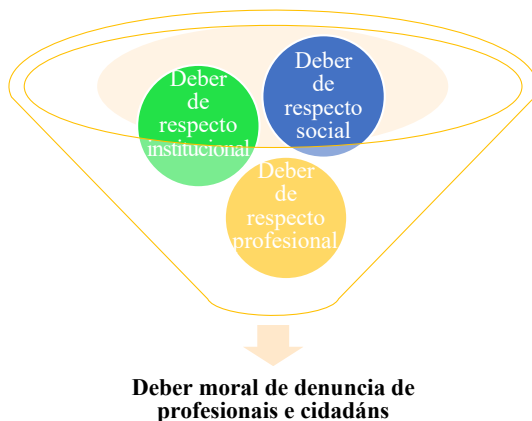 Deber
de
respecto
institucional
Deber
de
respecto
social
Deber
de
respecto
profesional
Deber moral de denuncia de
profesionais e cidadáns